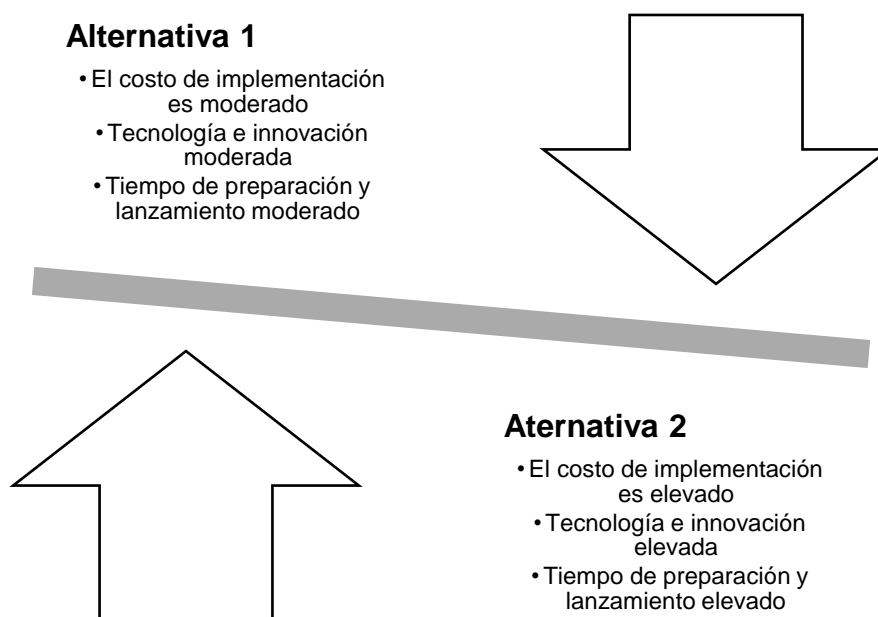 Alternativa 1
• El costo de implementación
es moderado
• Tecnología e innovación
moderada
• Tiempo de preparación y
lanzamiento moderado
Aternativa 2
• El costo de implementación
es elevado
• Tecnología e innovación
elevada
• Tiempo de preparación y
lanzamiento elevado